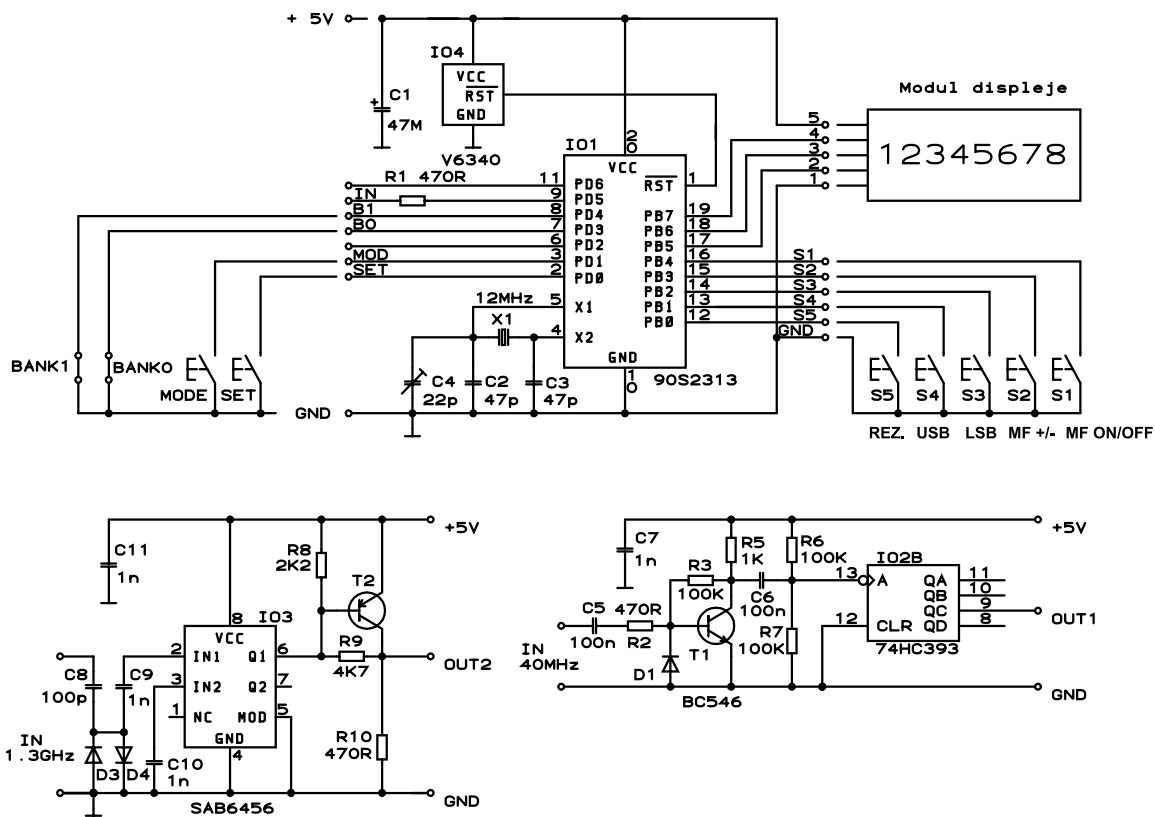 + 5V
IO4
VCC
RST
GND
V6340
+
C1
47M
Modul displeje
12345678
5
4
3
2
1
IO1
20
VCC
R1 470R
IN
B1
B0
MOD
SET
11
9
8
7
6
3
2
5
4
PD6
PD5
PD4
PD3
PD2
PD1
PD0
X1
X2
RST
PB7
PB6
PB5
PB4
PB3
PB2
PB1
PB0
GND
1
19
18
17
16
15
14
13
12
10
90S2313
S1
S2
S3
S4
S5
GND
12MHz
X1
C4
22p
C2
47p
C3
47p
BANK1
BANK0
MODE
SET
GND
S5
S4
S3
S2
S1
REZ. USB LSB MF +/- MF ON/OFF
+5V
C11
1n
R8
2K2
T2
IO3
8
VCC
2
IN1
Q1
6
3
IN2
Q2
7
1
NC
MOD
5
GND
4
R9
4K7
OUT2
C8
100p
C9
1n
IN
1.3GHz
D3
D4
C10
1n
R10
470R
SAB6456
GND
+5V
C7
1n
R5
1K
R6
100K
R3
100K
C6
100n
C5
100n
470R
R2
IN
40MHz
D1
T1
BC546
R7
100K
IO2B
13
A
12
CLR
QA
QB
QC
QD
11
10
9
8
74HC393
OUT1
GND